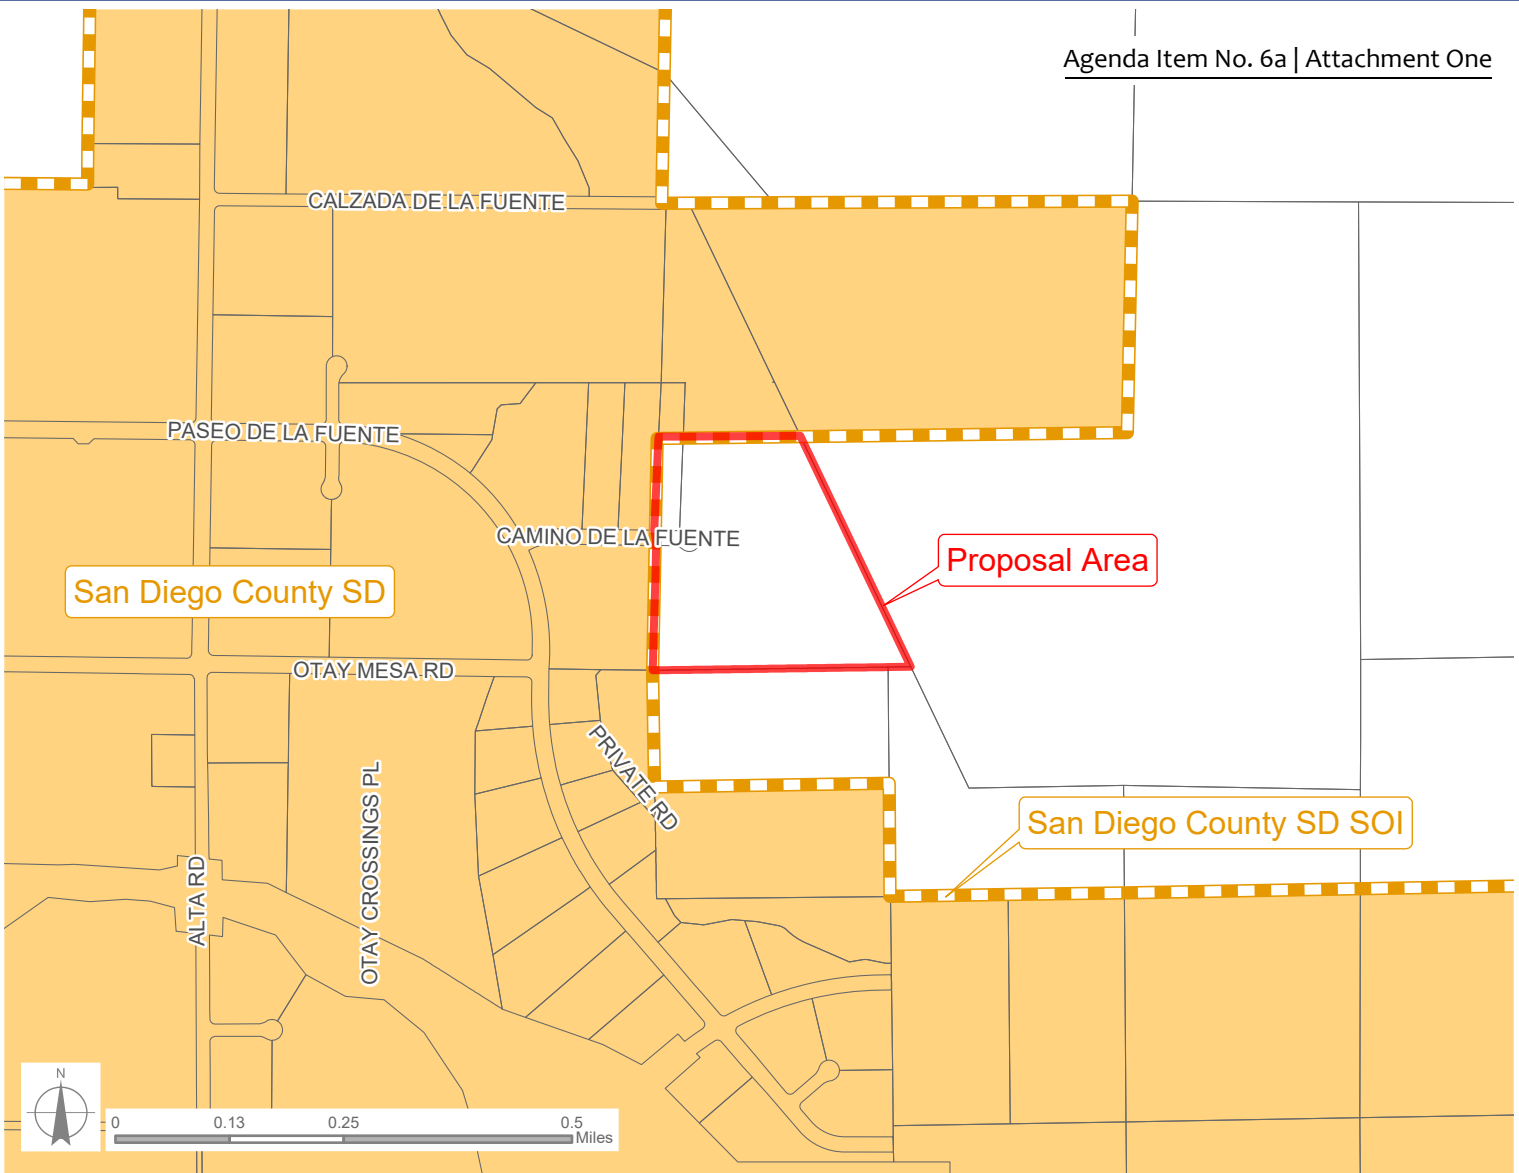 Agenda Item No. 6a | Attachment One
CALZADA DE LA FUENTE
PASEO DE LA FUENTE
CAMINO DE LA FUENTE
Proposal Area
San Diego County SD
OTAY MESA RD
PRIVATE RD
OTAY CROSSINGS PL
San Diego County SD SOI
ALTA RD
N
0 0.13 0.25 0.5
Miles